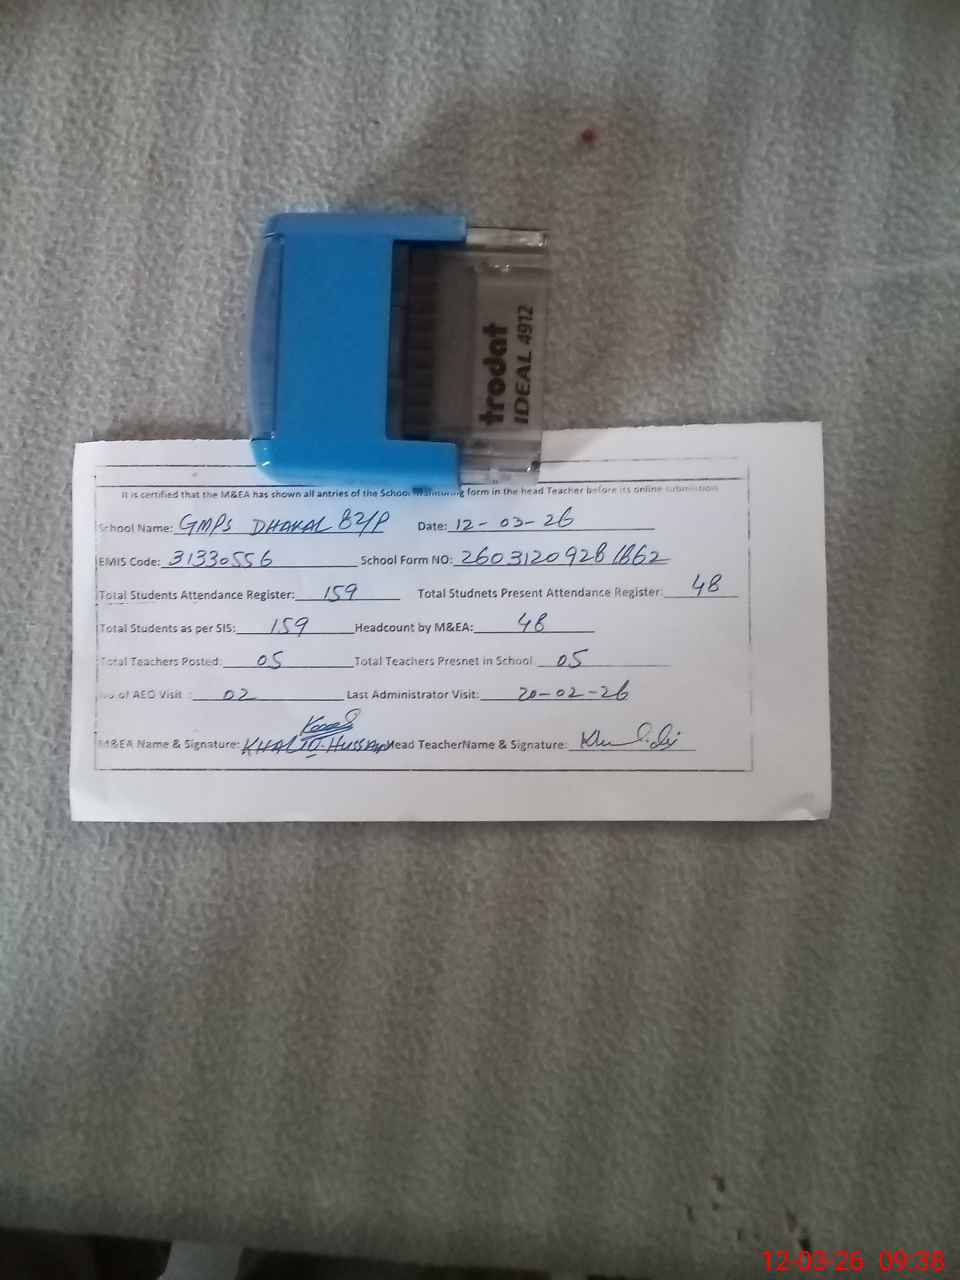 trodat
IDEAL 4912
It is certified that the M&EA has shown all antries of the School Monitoring form in the head Teacher before its online submission
School Name: GMPS DHAKAL 82/P Date: 12-03-26
EMIS Code: 31330556 School Form NO: 26031209281862
Total Students Attendance Register: 159 Total Studnets Present Attendance Register: 48
Total Students as per SIS: 159 Headcount by M&EA: 48
Total Teachers Posted: 05 Total Teachers Presnet in School 05
No of AEO Visit : 02 Last Administrator Visit: 20-02-26
M&EA Name & Signature: KHALID HUSSAIN Head TeacherName & Signature:
12-03-26 09:38